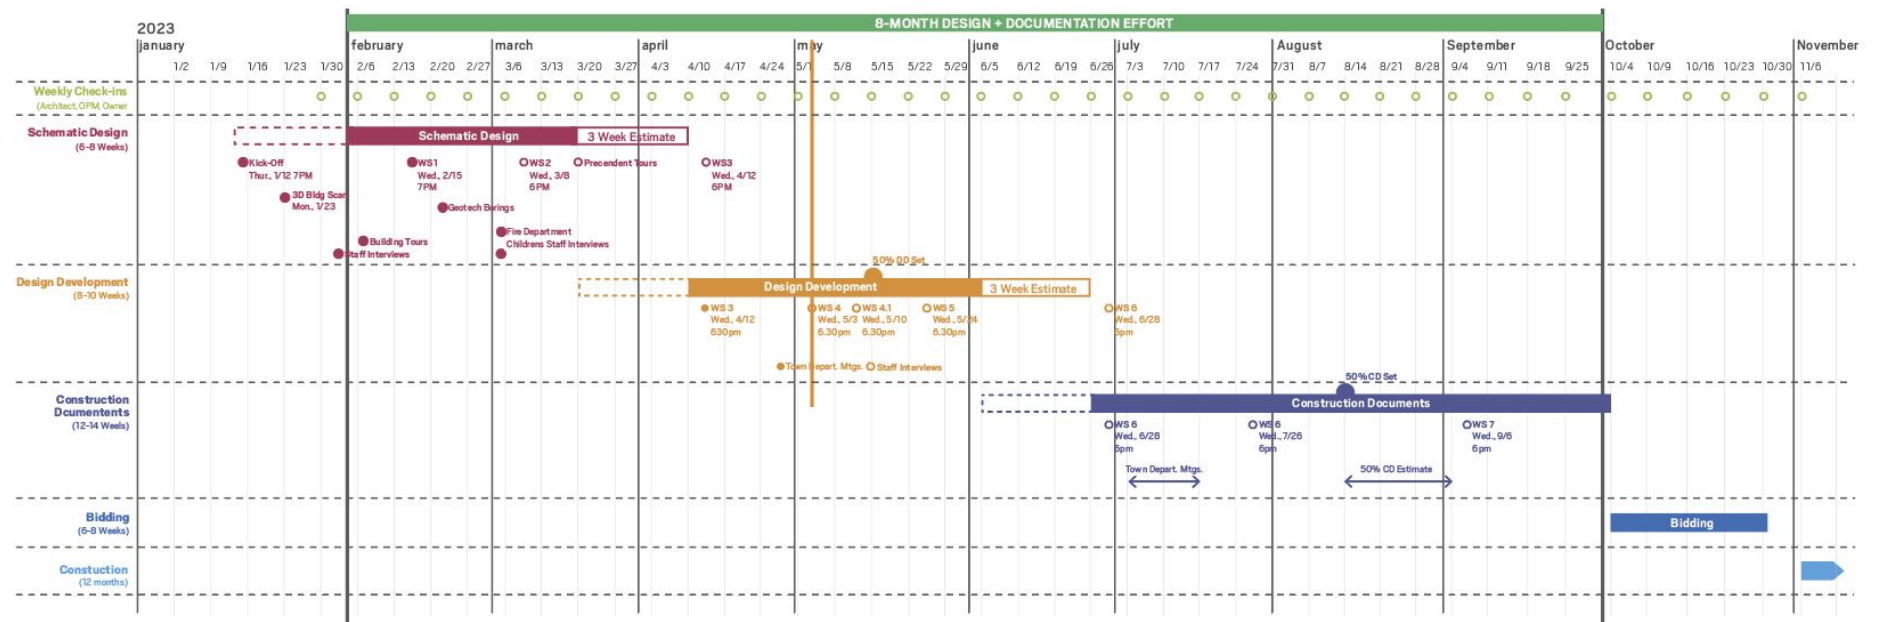 8-MONTH DESIGN + DOCUMENTATION EFFORT
2023
january february march april may june july August September October November
1/2 1/9 1/16 1/23 1/30 2/6 2/13 2/20 2/27 3/6 3/13 3/20 3/27 4/3 4/10 4/17 4/24 5/1 5/8 5/15 5/22 5/29 6/5 6/12 6/19 6/26 7/3 7/10 7/17 7/24 7/31 8/7 8/14 8/21 8/28 9/4 9/11 9/18 9/25 10/4 10/9 10/16 10/23 10/30 11/6
Weekly Check-ins
(Architect, OPM, Owner
Schematic Design
(6-8 Weeks)
Schematic Design
3 Week Estimate
Kick-Off
Thur., 1/12 7PM
WS1
Wed., 2/15
7PM
WS2
Wed., 3/8
6PM
Precendent Tours
WS3
Wed., 4/12
6PM
3D Bldg Scan
Mon., 1/23
Geotech Borings
Fire Department
Building Tours
Childrens Staff Interviews
Staff Interviews
50% DD Set
Design Development
(8-10 Weeks)
Design Development
3 Week Estimate
WS 3
Wed., 4/12
630pm
WS 4
Wed., 5/3
6.30pm
WS 4.1
Wed., 5/10
6.30pm
WS 5
Wed., 5/24
6.30pm
WS 6
Wed., 6/28
6pm
Town Depart. Mtgs.
Staff Interviews
50% CD Set
Construction
Dcumentents
(12-14 Weels)
Construction Documents
WS 6
Wed., 6/28
6pm
WS 6
Wed., 7/26
6pm
WS 7
Wed., 9/6
6pm
Town Depart. Mtgs.
50% CD Estimate
Bidding
(6-8 Weeks)
Bidding
Constuction
(12 months)